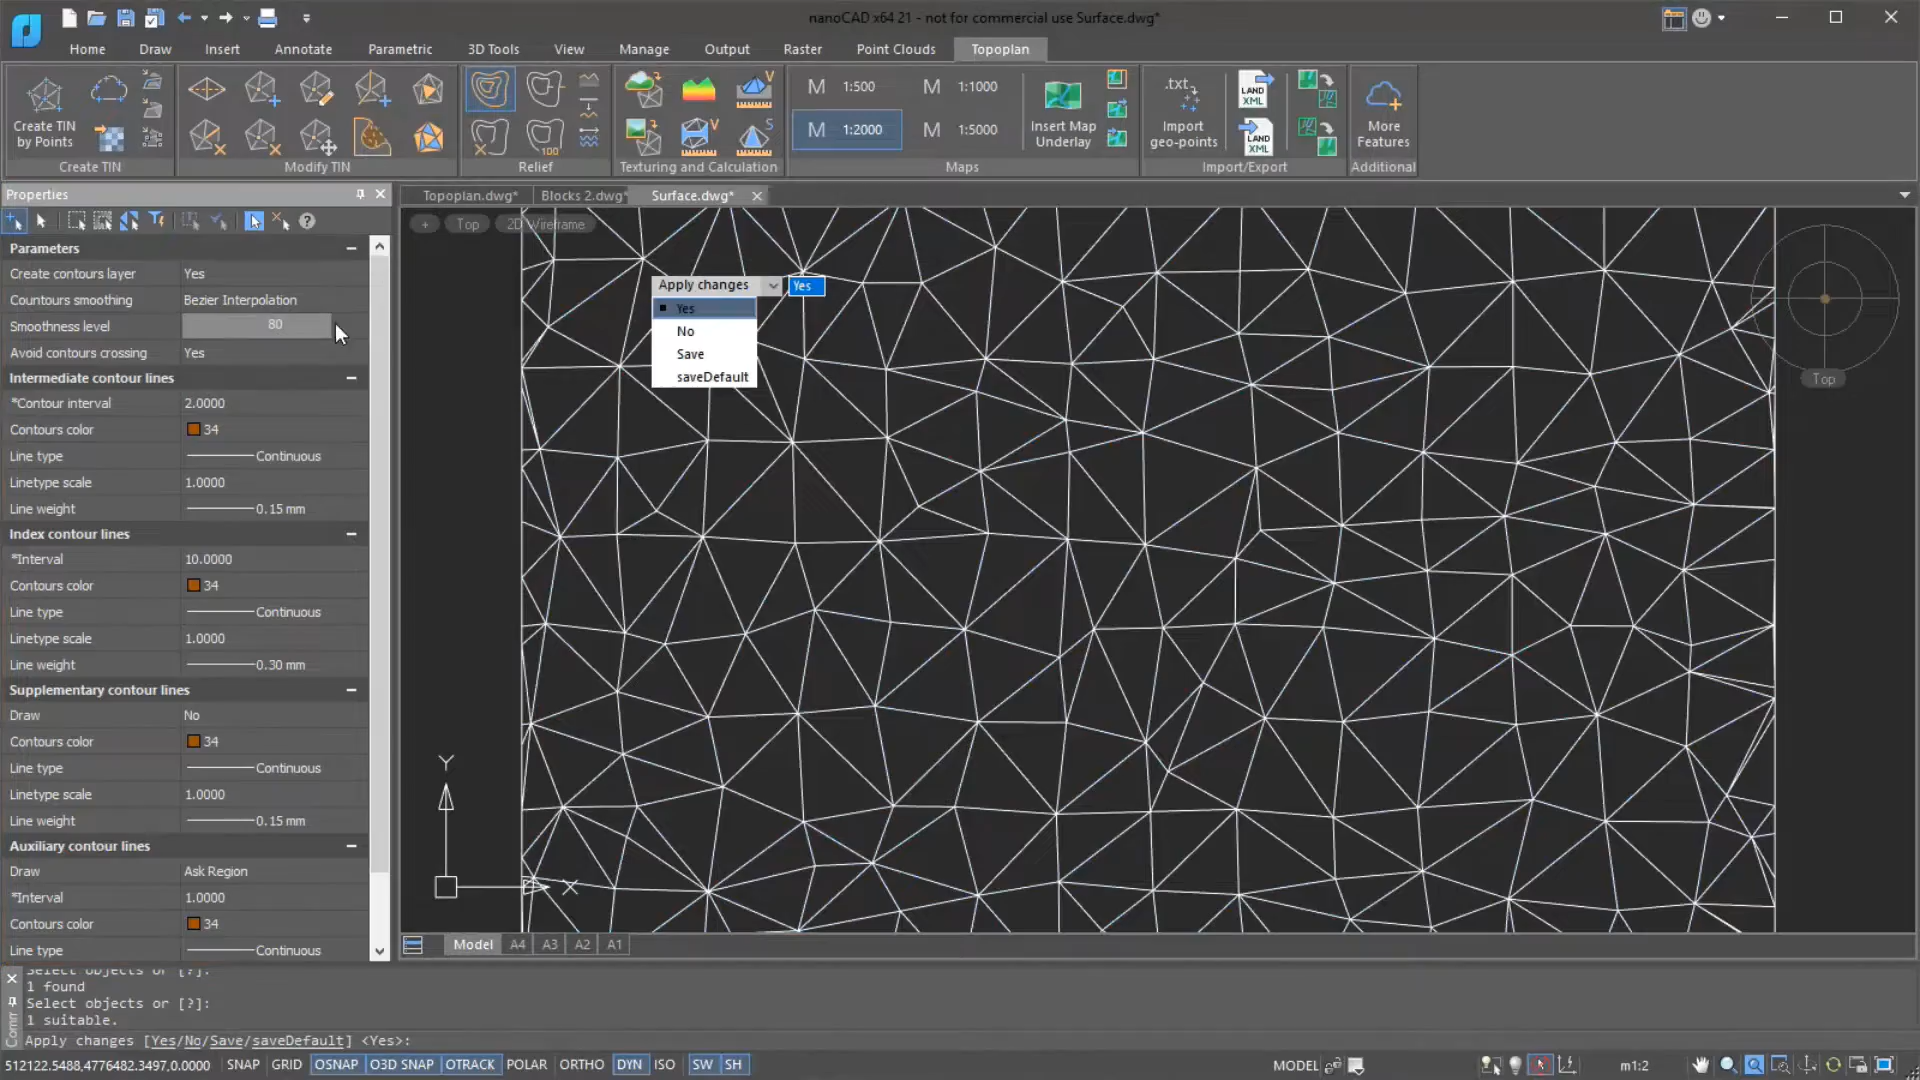 nanoCAD x64 21 - not for commercial use Surface.dwg*
Home Draw Insert Annotate Parametric 3D Tools View Manage Output Raster Point Clouds Topoplan
Create TIN by Points
Create TIN
Modify TIN
100
Relief
V
V
S
Texturing and Calculation
M 1:500
M 1:1000
M 1:2000
M 1:5000
Insert Map Underlay
Maps
.txt
Import geo-points
LAND XML
LAND XML
Import/Export
More Features
Additional
Properties
Topoplan.dwg* Blocks 2.dwg* Surface.dwg*
+ Top 2D Wireframe
Parameters
Create contours layer Yes
Countours smoothing Bezier Interpolation
Smoothness level 80
Avoid contours crossing Yes
Intermediate contour lines
*Contour interval 2.0000
Contours color 34
Line type Continuous
Linetype scale 1.0000
Line weight 0.15 mm
Index contour lines
*Interval 10.0000
Contours color 34
Line type Continuous
Linetype scale 1.0000
Line weight 0.30 mm
Supplementary contour lines
Draw No
Contours color 34
Line type Continuous
Linetype scale 1.0000
Line weight 0.15 mm
Auxiliary contour lines
Draw Ask Region
*Interval 1.0000
Contours color 34
Line type Continuous
Apply changes Yes
Yes
No
Save
saveDefault
Top
Y
X
Model A4 A3 A2 A1
Select objects or [?]:
1 found
Select objects or [?]:
1 suitable.
Apply changes [Yes/No/Save/saveDefault] <Yes>:
Comm
512122.5488,4776482.3497,0.0000 SNAP GRID OSNAP O3D SNAP OTRACK POLAR ORTHO DYN ISO SW SH MODEL m1:2